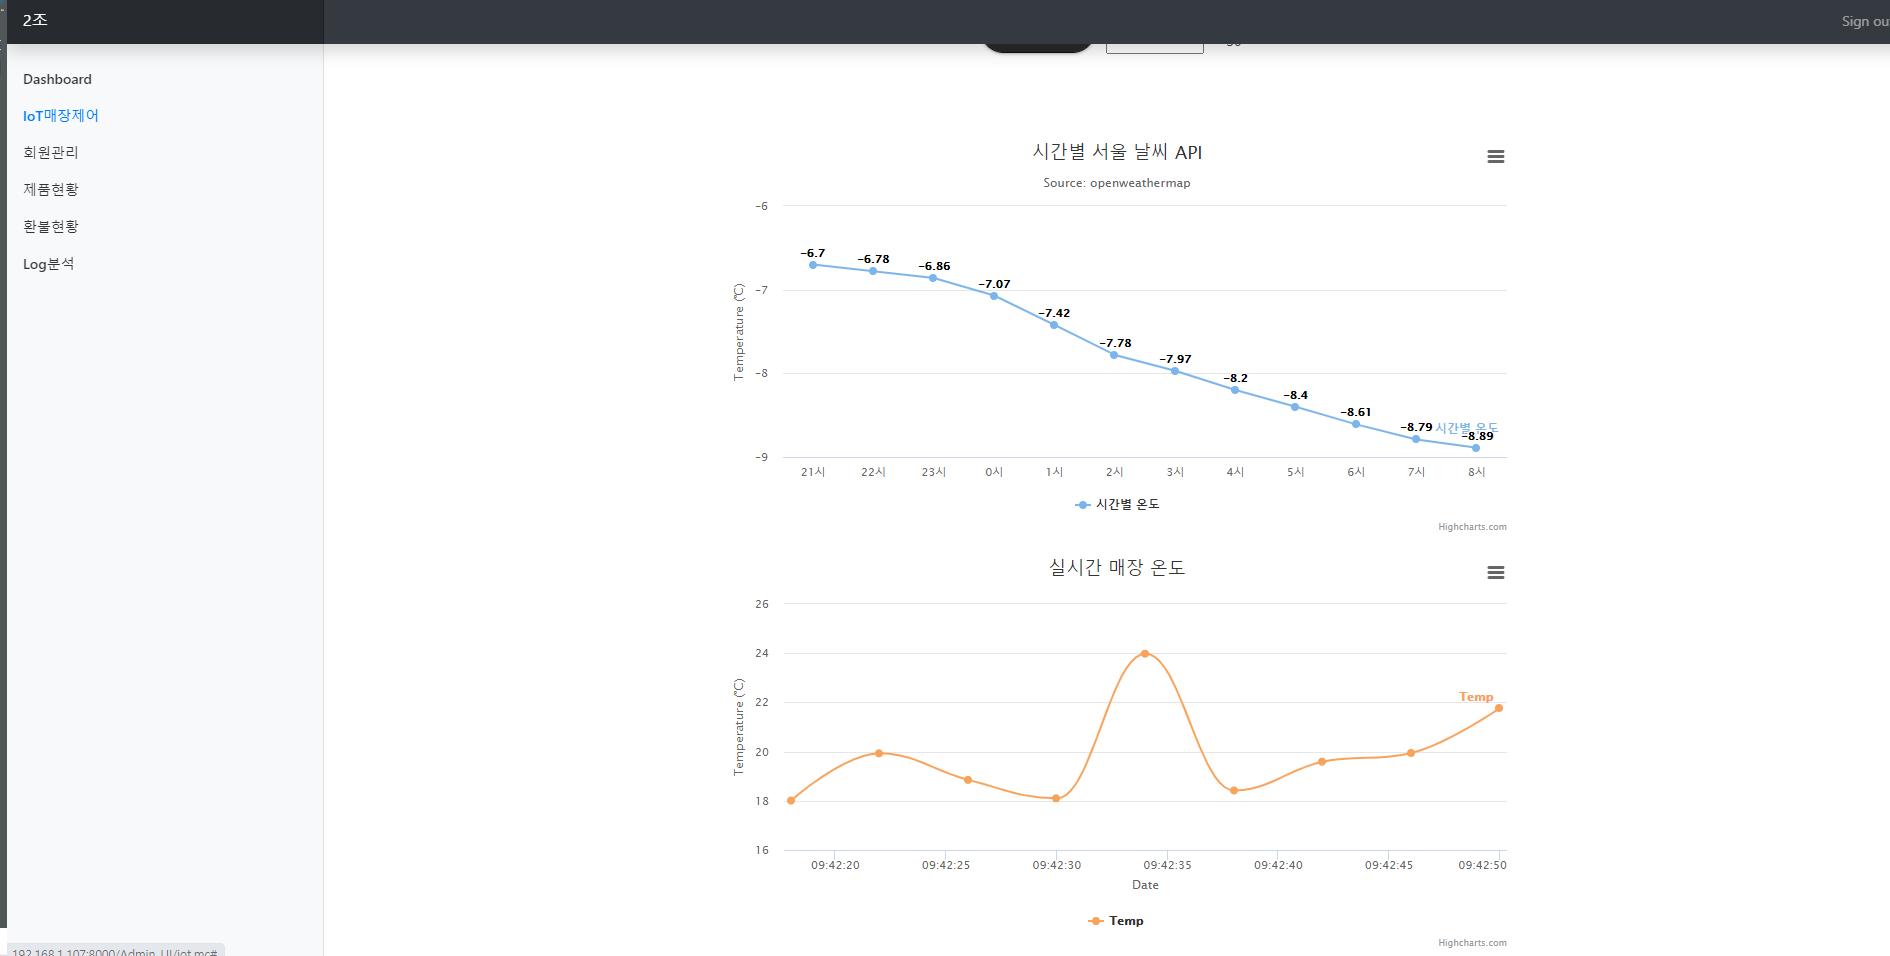 2조
Sign ou
Dashboard
IoT매장제어
회원관리
제품현황
환불현황
Log분석
시간별 서울 날씨 API
Source: openweathermap
Temperature (℃)
-6
-7
-8
-9
-6.7
-6.78
-6.86
-7.07
-7.42
-7.78
-7.97
-8.2
-8.4
-8.61
-8.79
시간별 온도
-8.89
21시 22시 23시 0시 1시 2시 3시 4시 5시 6시 7시 8시
시간별 온도
Highcharts.com
실시간 매장 온도
Temperature (℃)
26
24
22
20
18
16
Temp
09:42:20 09:42:25 09:42:30 09:42:35 09:42:40 09:42:45 09:42:50
Date
Temp
Highcharts.com
192.168.1.107:8000/Admin_UI/iot.mc#